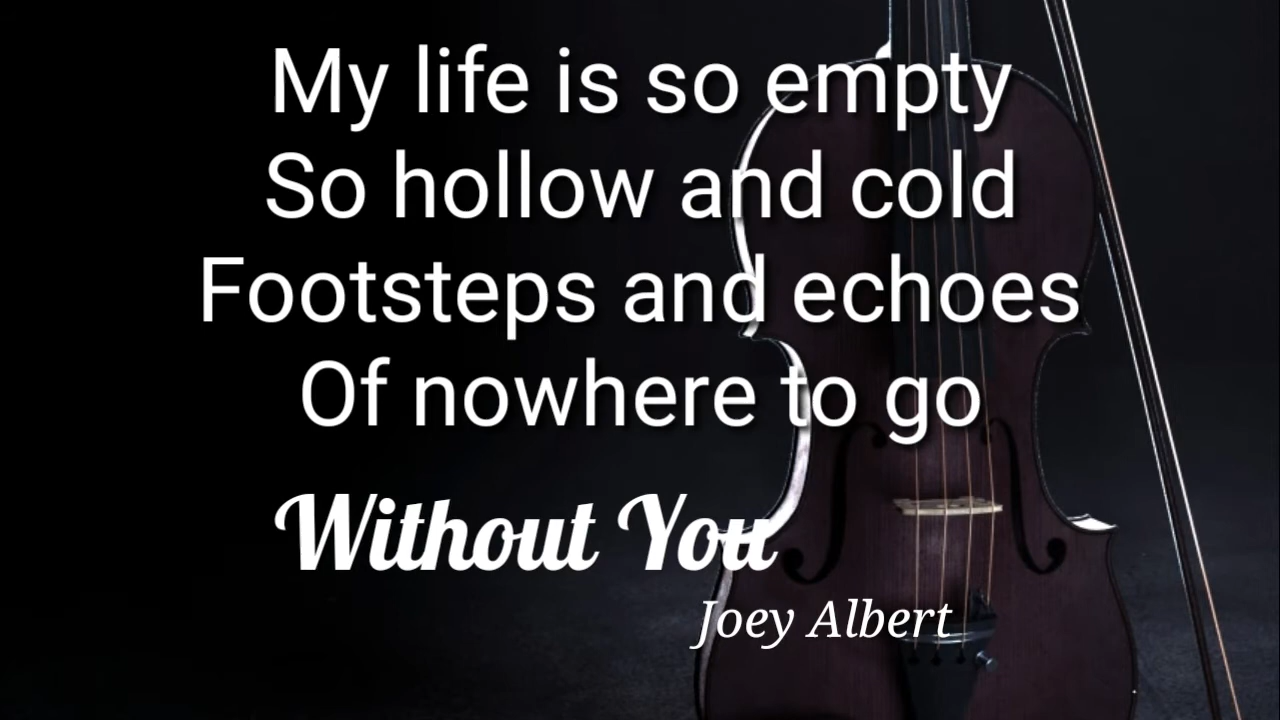 My life is so empty
So hollow and cold
Footsteps and echoes
Of nowhere to go
Without You
Joey Albert